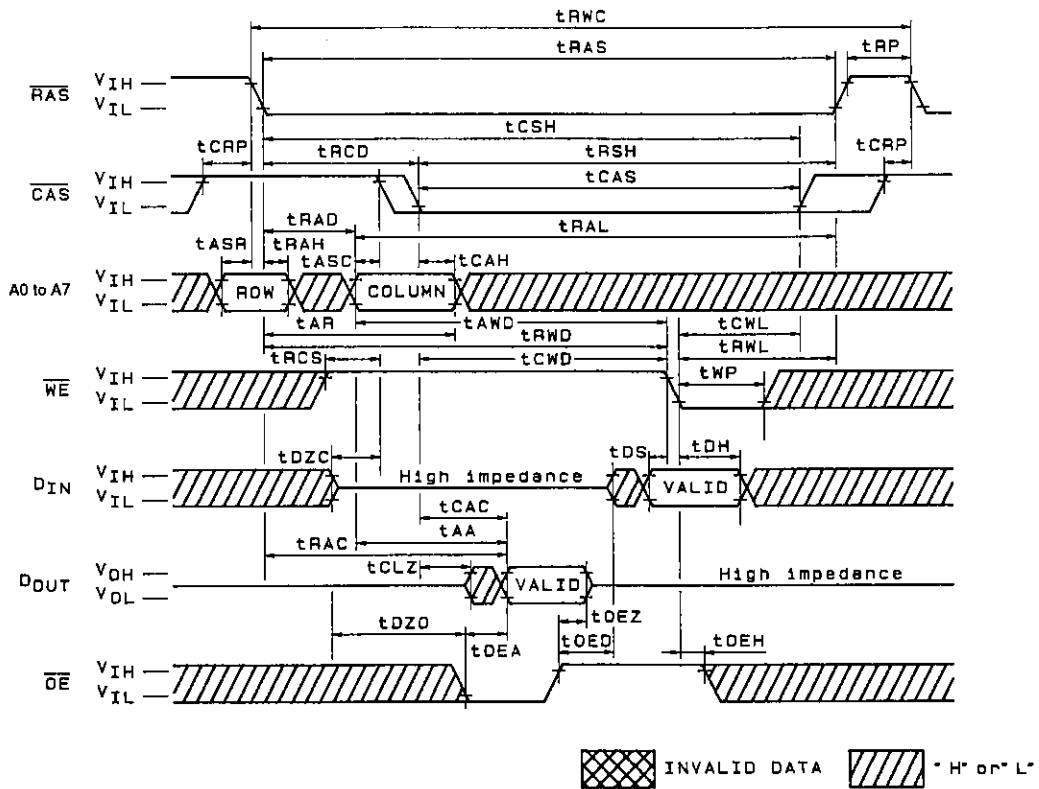 tRWC
tRAS
tRP
RAS
VIH
VIL
tCSH
tCRP
tRCD
tRSH
tCRP
CAS
VIH
VIL
tCAS
tRAD
tRAL
tASR
tRAH
tASC
tCAH
A0 to A7
VIH
VIL
ROW
COLUMN
tAR
tAWD
tCWL
tRWD
tRWL
tRCS
tCWD
tWP
WE
VIH
VIL
tDZC
tDS
tDH
DIN
VIH
VIL
High impedance
VALID
tCAC
tAA
tRAC
tCLZ
DOUT
VOH
VOL
VALID
High impedance
tDZO
tOEA
tOEZ
tOED
tOEH
OE
VIH
VIL
INVALID DATA
"H" or "L"